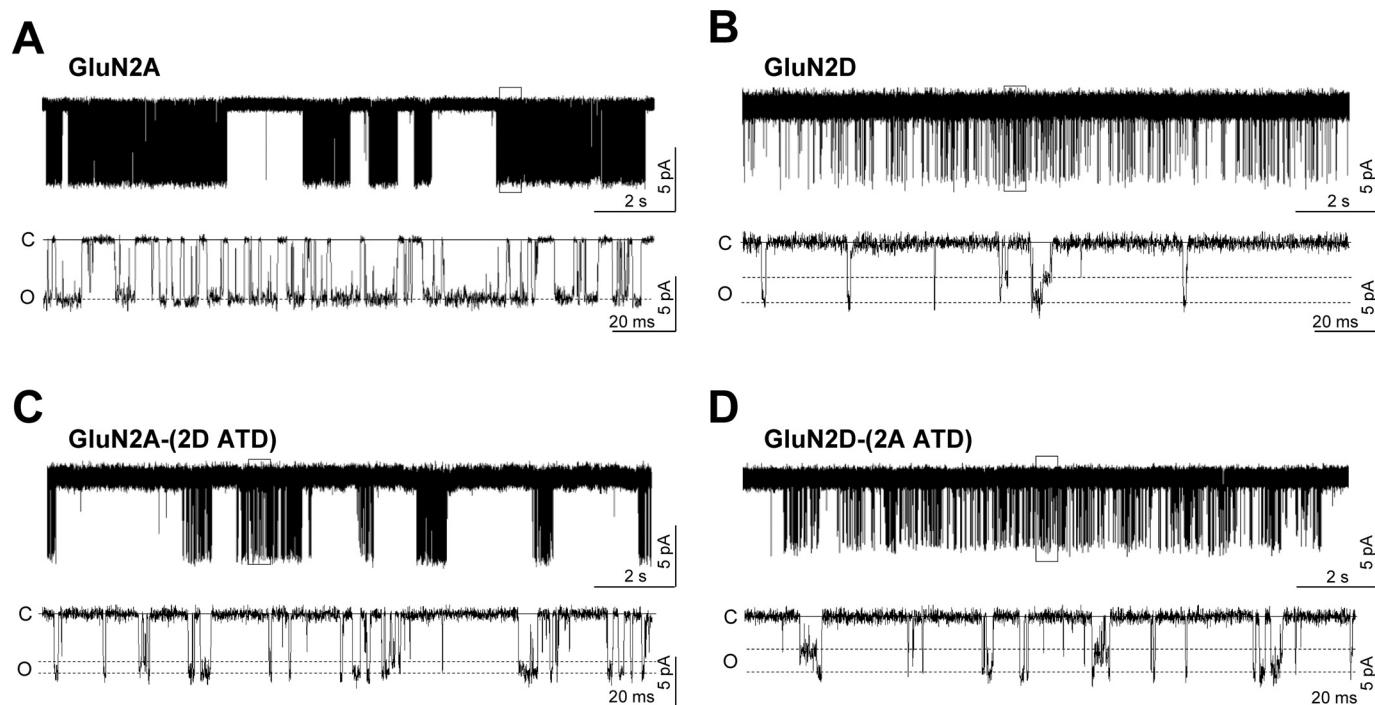 A
GluN2A
5 pA
2 s
C
O
5 pA
20 ms
B
GluN2D
5 pA
2 s
C
O
5 pA
20 ms
C
GluN2A-(2D ATD)
5 pA
2 s
C
O
5 pA
20 ms
D
GluN2D-(2A ATD)
5 pA
2 s
C
O
5 pA
20 ms